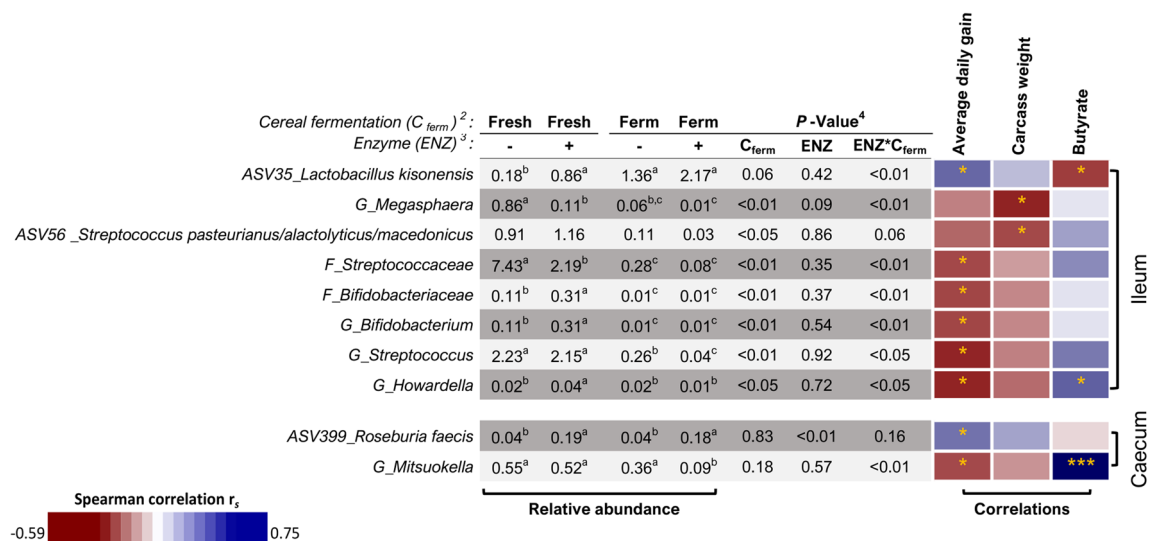 Average daily gain
Carcass weight
Butyrate
Cereal fermentation (C ferm) 2 : Fresh Fresh Ferm Ferm P -Value4
Enzyme (ENZ) 3 : - + - + Cferm ENZ ENZ*Cferm
ASV35_Lactobacillus kisonensis 0.18b 0.86a 1.36a 2.17a 0.06 0.42 <0.01 * *
G_Megasphaera 0.86a 0.11b 0.06b,c 0.01c <0.01 0.09 <0.01 *
ASV56 _Streptococcus pasteurianus/alactolyticus/macedonicus 0.91 1.16 0.11 0.03 <0.05 0.86 0.06 *
F_Streptococcaceae 7.43a 2.19b 0.28c 0.08c <0.01 0.35 <0.01 *
F_Bifidobacteriaceae 0.11b 0.31a 0.01c 0.01c <0.01 0.37 <0.01 *
G_Bifidobacterium 0.11b 0.31a 0.01c 0.01c <0.01 0.54 <0.01 *
G_Streptococcus 2.23a 2.15a 0.26b 0.04c <0.01 0.92 <0.05 *
G_Howardella 0.02b 0.04a 0.02b 0.01b <0.05 0.72 <0.05 * *
Ileum
ASV399_Roseburia faecis 0.04b 0.19a 0.04b 0.18a 0.83 <0.01 0.16 *
G_Mitsuokella 0.55a 0.52a 0.36a 0.09b 0.18 0.57 <0.01 * ***
Caecum
Relative abundance
Correlations
Spearman correlation rs
-0.59 0.75